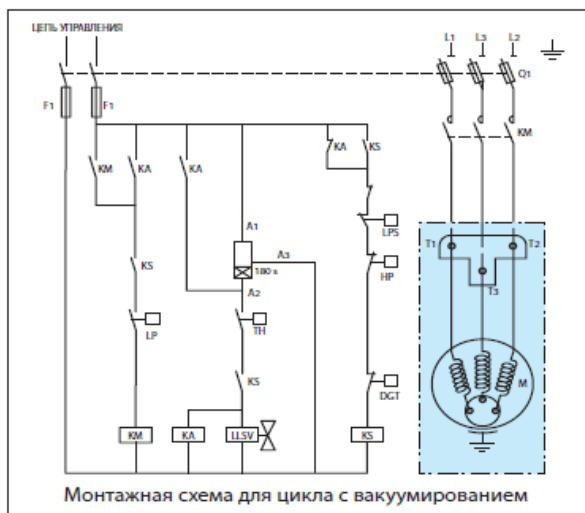 ЦЕПЬ УПРАВЛЕНИЯ
L1 L3 L2
Q1
F1 F1
KM KA KA KA KS KM
A1
LPS
A3
T1 T2
180 s
KS HP
A2
T3
LP TH
KS DGT
M
KM KA LLSV KS
Монтажная схема для цикла с вакуумированием